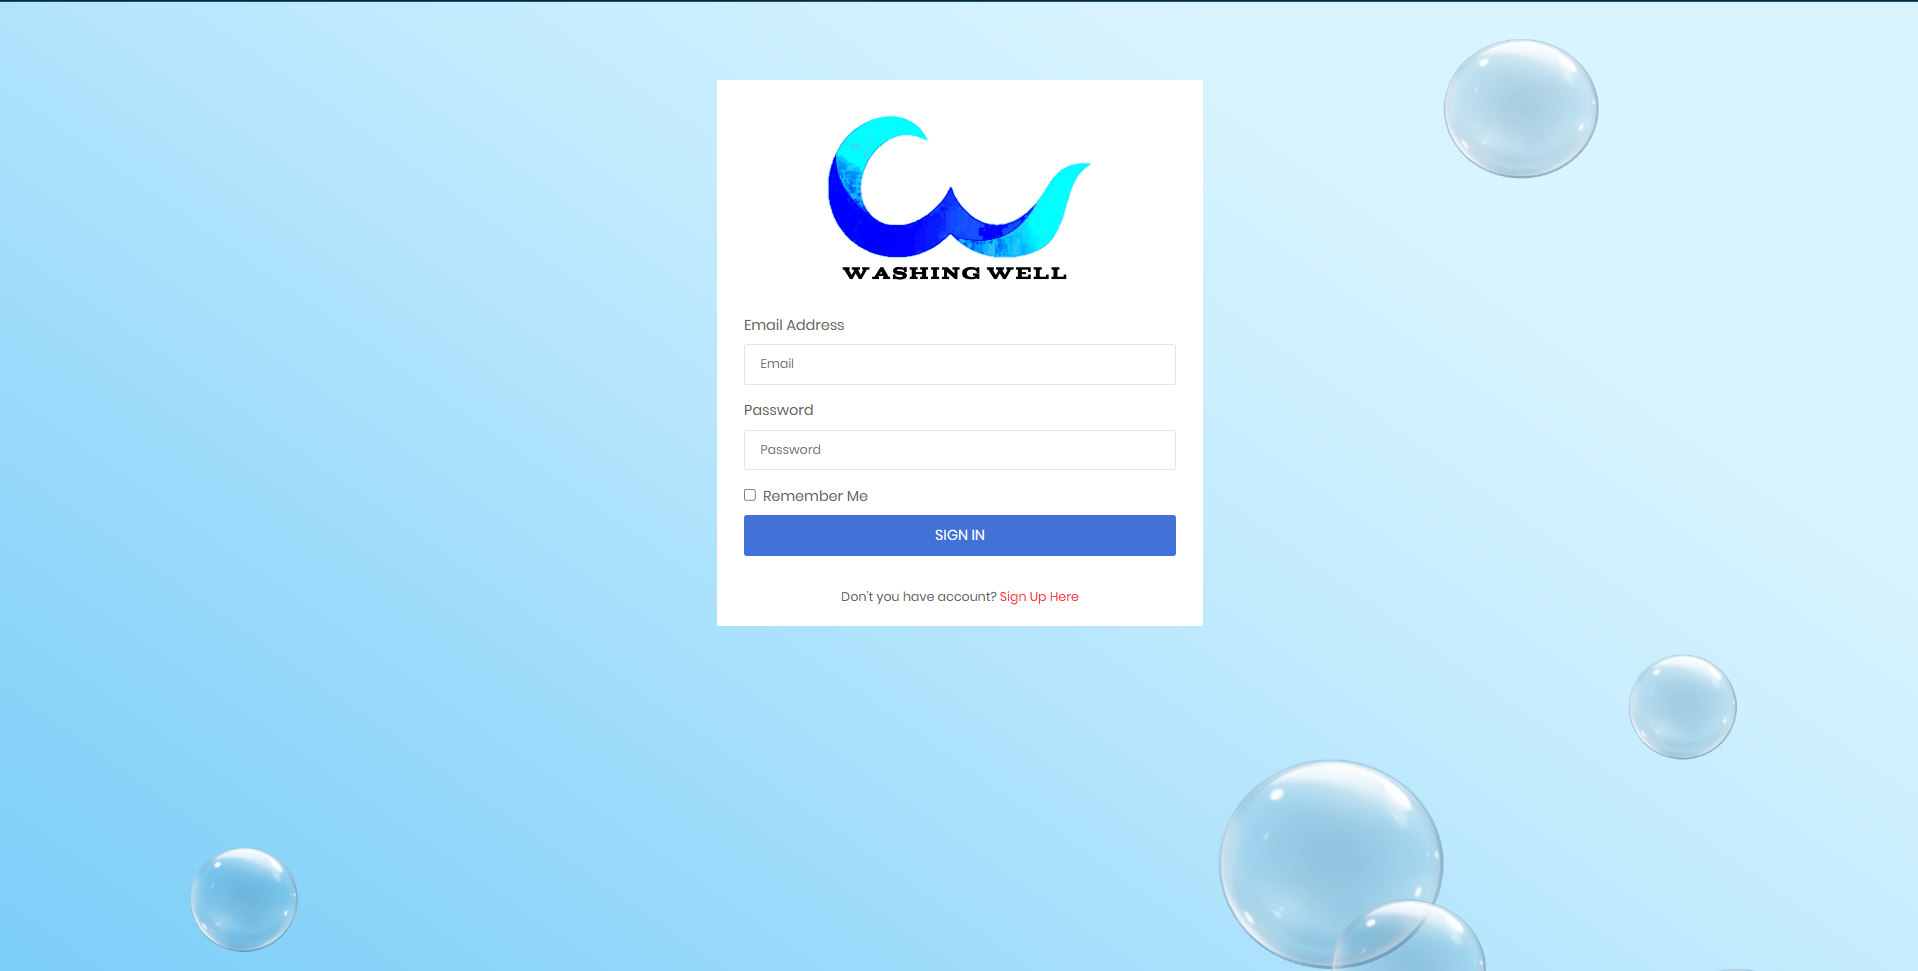 WASHING WELL
Email Address
Email
Password
Password
Remember Me
SIGN IN
Don't you have account? Sign Up Here